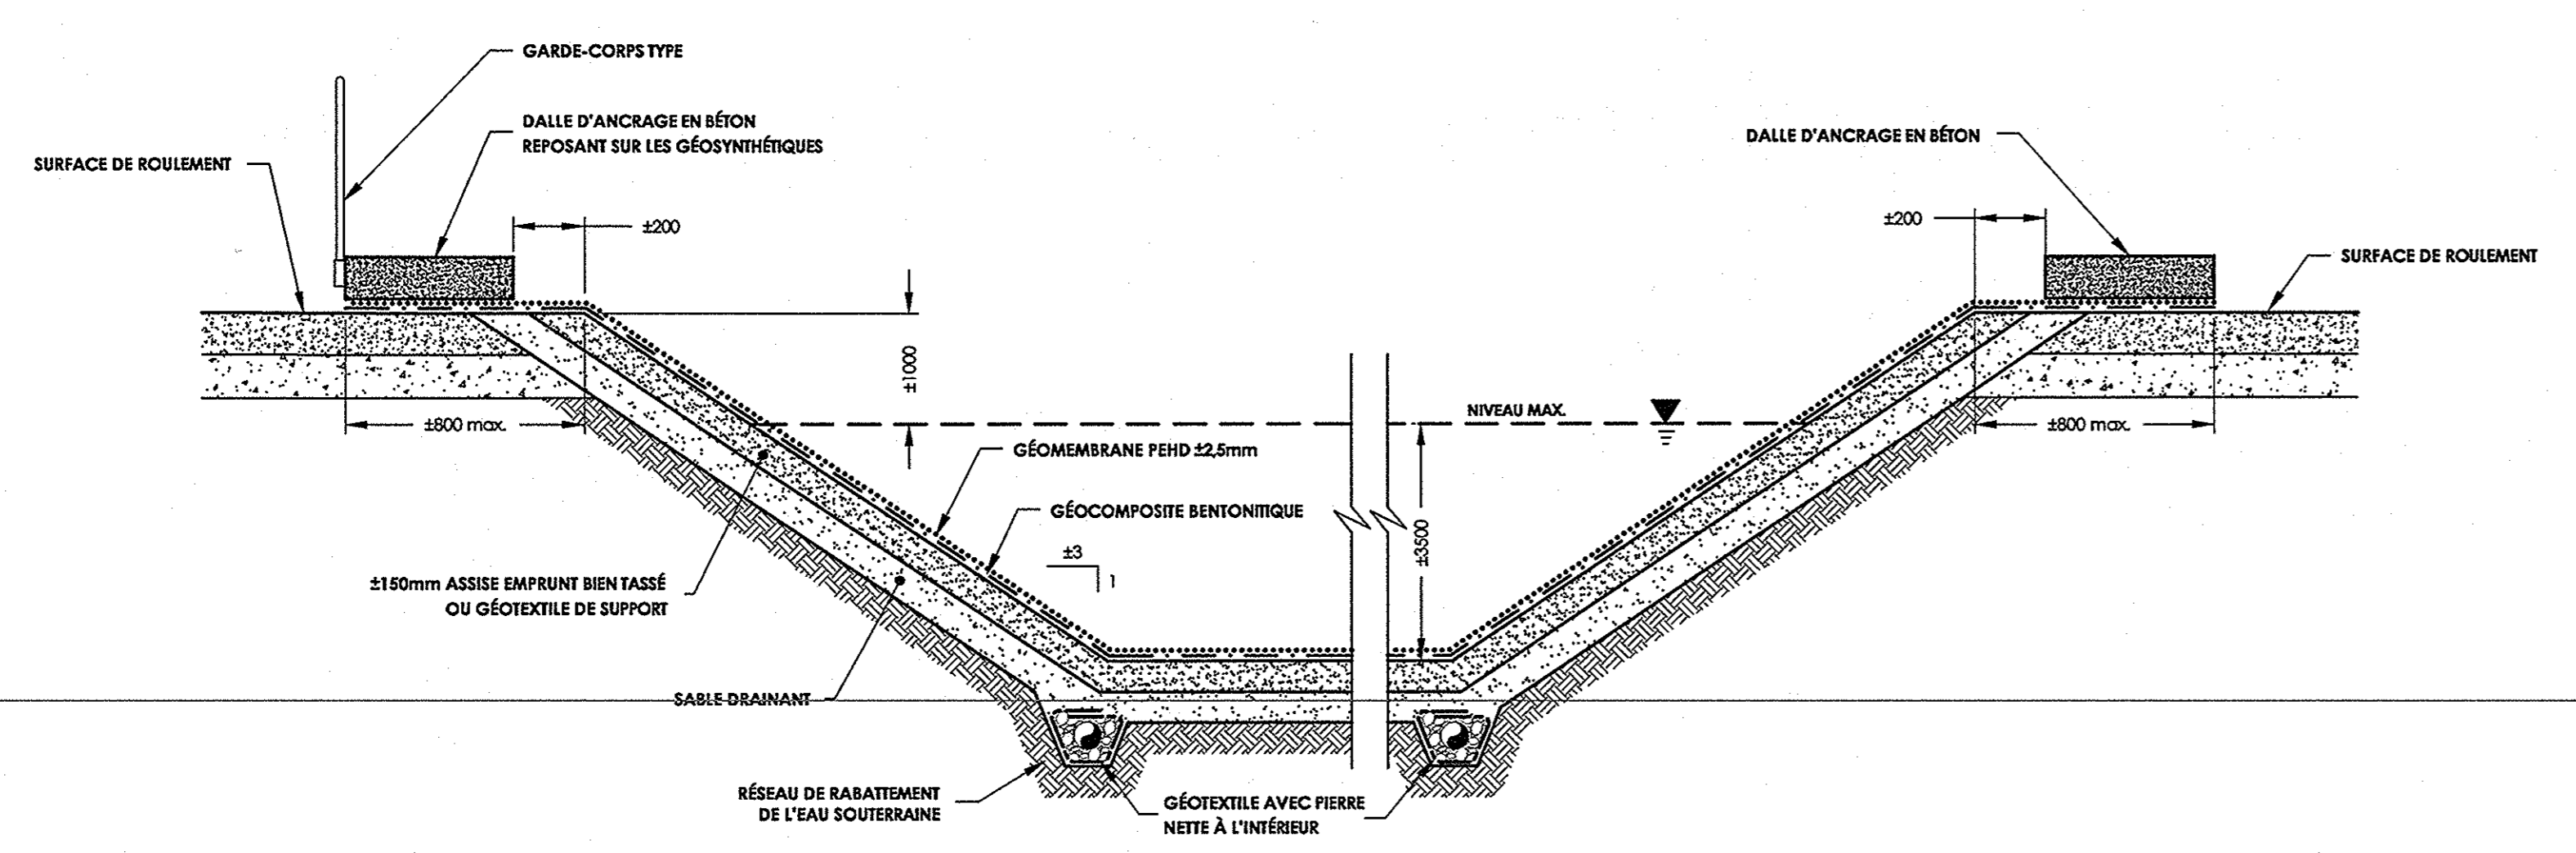 GARDE-CORPS TYPE
DALLE D'ANCRAGE EN BÉTON
REPOSANT SUR LES GÉOSYNTHÉTIQUES
SURFACE DE ROULEMENT
±200
±1000
±800 max.
GÉOMEMBRANE PEHD ±2,5mm
GÉOCOMPOSITE BENTONITIQUE
±3
1
±150mm ASSISE EMPRUNT BIEN TASSÉ
OU GÉOTEXTILE DE SUPPORT
SABLE DRAINANT
RÉSEAU DE RABATTEMENT
DE L'EAU SOUTERRAINE
GÉOTEXTILE AVEC PIERRE
NETTE À L'INTÉRIEUR
NIVEAU MAX.
±3500
DALLE D'ANCRAGE EN BÉTON
±200
SURFACE DE ROULEMENT
±800 max.